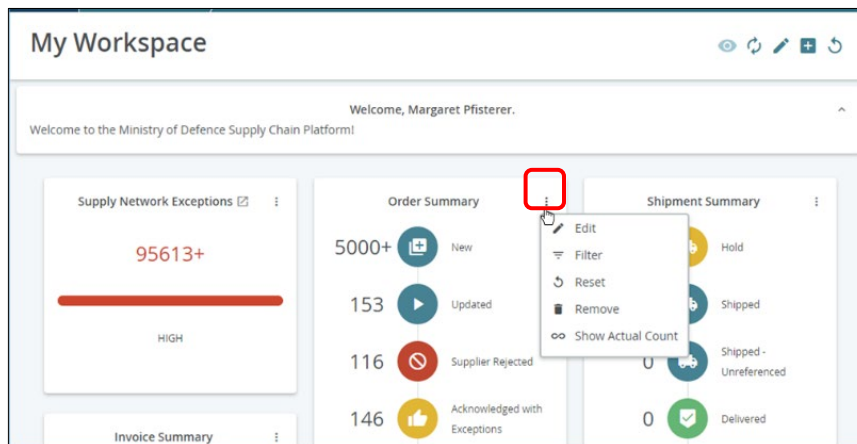 My Workspace
Welcome, Margaret Pfisterer.
Welcome to the Ministry of Defence Supply Chain Platform!
Supply Network Exceptions
95613+
HIGH
Invoice Summary
Order Summary
5000+ New
153 Updated
116 Supplier Rejected
146 Acknowledged with
Exceptions
Edit
Filter
Reset
Remove
Show Actual Count
Shipment Summary
Hold
Shipped
0 Shipped -
Unreferenced
0 Delivered